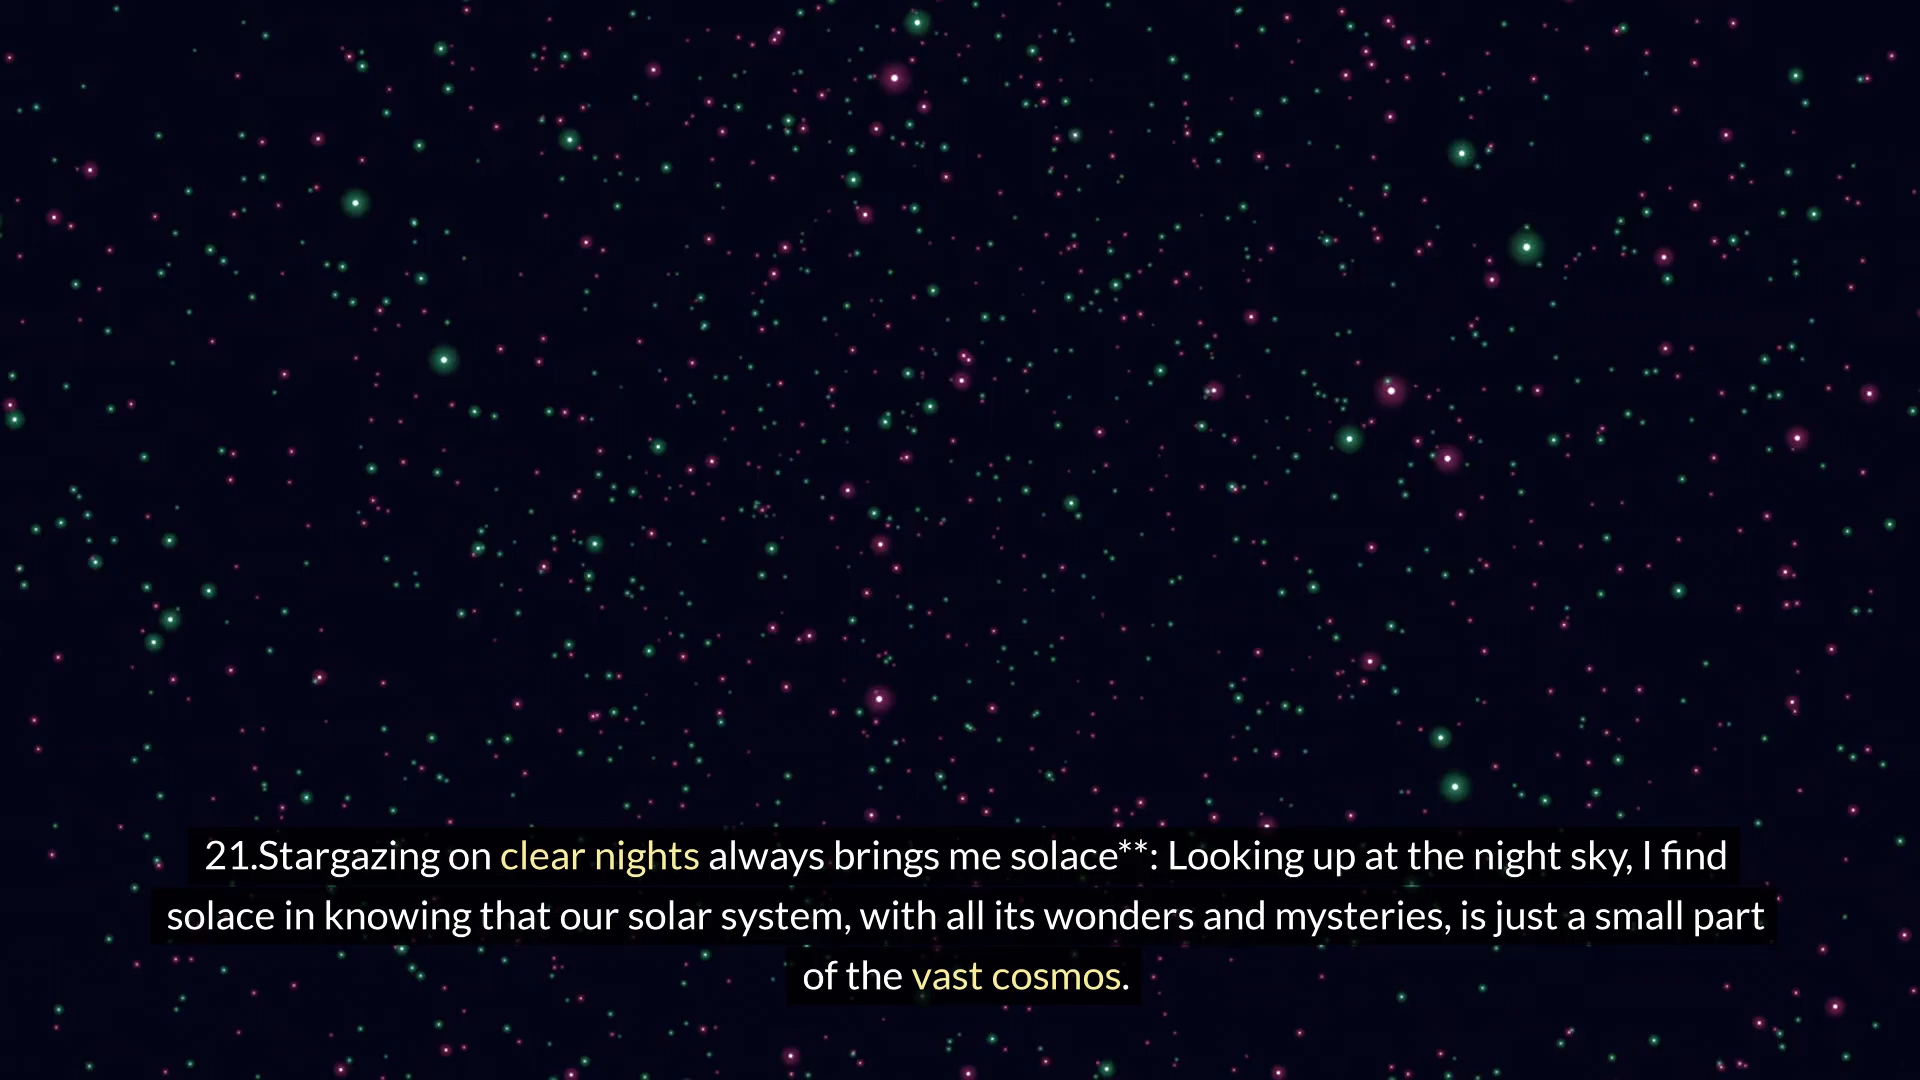 21.Stargazing on clear nights always brings me solace**: Looking up at the night sky, I find
solace in knowing that our solar system, with all its wonders and mysteries, is just a small part
of the vast cosmos.